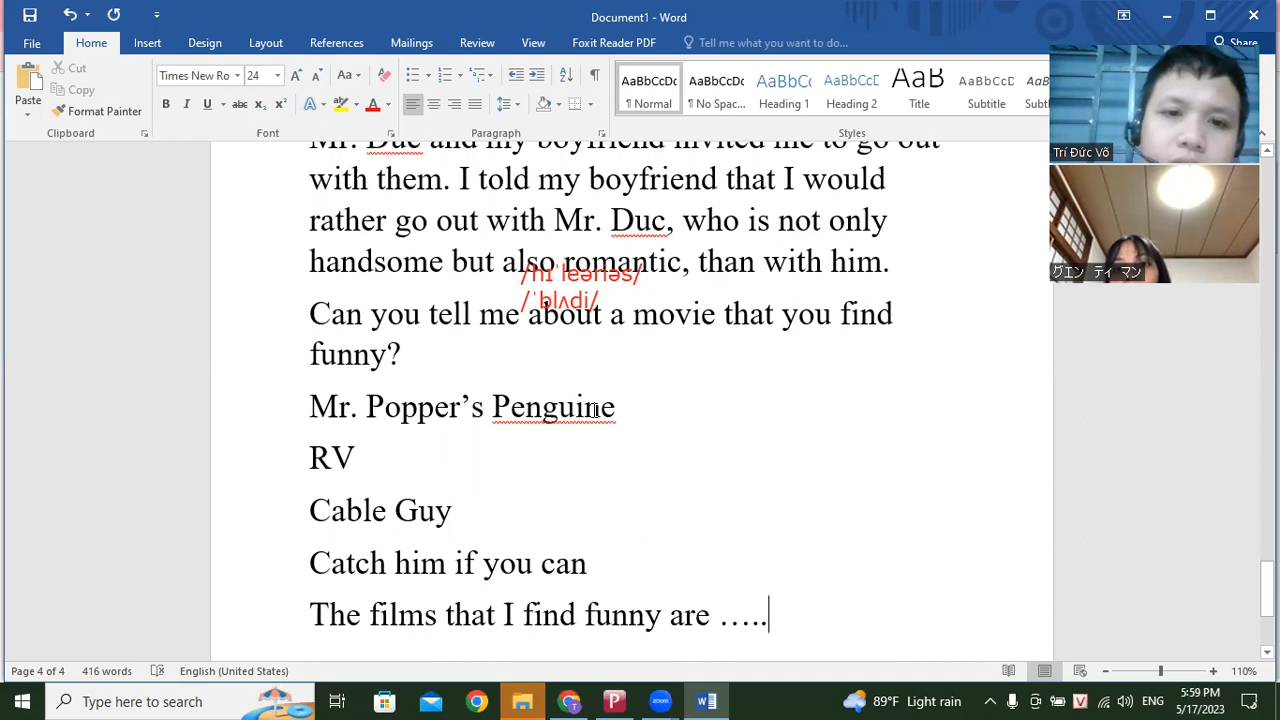 Document1 - Word
File Home Insert Design Layout References Mailings Review View Foxit Reader PDF Tell me what you want to do... Share
Paste Cut Copy Format Painter
Times New Ro 24 Aa
B I U abc X₂ X² A A
AaBbCcDc AaBbCcDc AaBbCc AaBbCcD AaB AaBbCcD
¶ Normal ¶ No Spac... Heading 1 Heading 2 Title Subtitle
Clipboard Font Paragraph Styles
Trí Đức Võ
グエン ティ マン
Mr. Duc and my boyfriend invited me to go out
with them. I told my boyfriend that I would
rather go out with Mr. Duc, who is not only
handsome but also romantic, than with him.
/hɪˈleəriəs/
/ˈblʌdi/
Can you tell me about a movie that you find
funny?
Mr. Popper’s Penguine
RV
Cable Guy
Catch him if you can
The films that I find funny are …..
Page 4 of 4 416 words English (United States) 110%
Type here to search 89°F Light rain ENG 5:59 PM
5/17/2023